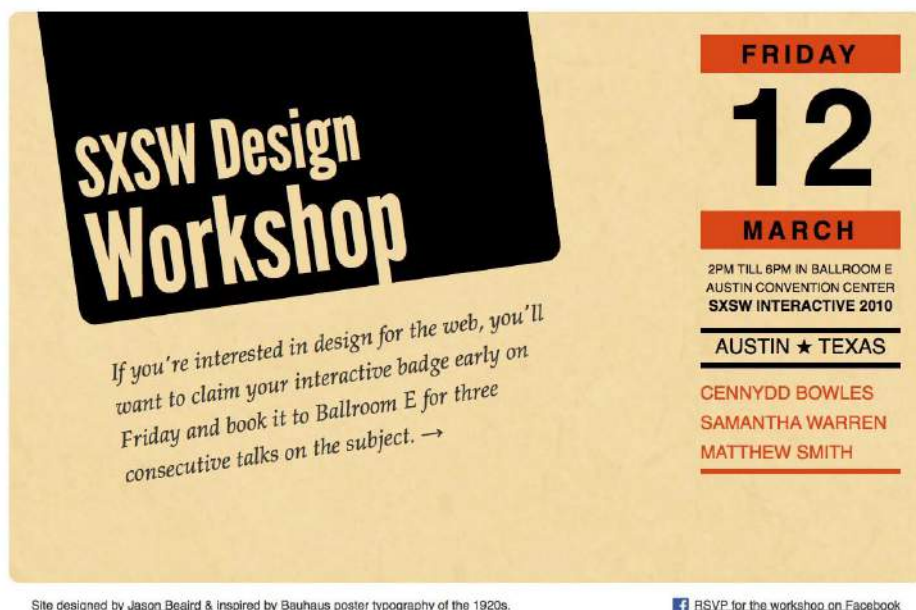 SXSW Design
Workshop
If you're interested in design for the web, you'll
want to claim your interactive badge early on
Friday and book it to Ballroom E for three
consecutive talks on the subject. →
FRIDAY
12
MARCH
2PM TILL 6PM IN BALLROOM E
AUSTIN CONVENTION CENTER
SXSW INTERACTIVE 2010
AUSTIN ★ TEXAS
CENNYDD BOWLES
SAMANTHA WARREN
MATTHEW SMITH
Site designed by Jason Beaird & Inspired by Bauhaus poster typography of the 1920s.
RSVP for the workshop on Facebook